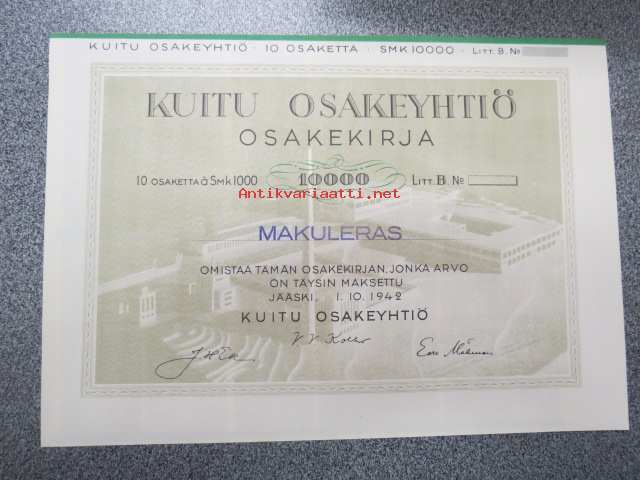 KUITU OSAKEYHTIÖ · 10 OSAKETTA · SMK 10000 · LITT. B. No
KUITU OSAKEYHTIÖ
OSAKEKIRJA
10 OSAKETTA à Smk 1000 10000 LITT. B. No
Antikvariaatti.net
MAKULERAS
OMISTAA TÄMÄN OSAKEKIRJAN, JONKA ARVO
ON TÄYSIN MAKSETTU
JÄÄSKI, 1. 10. 1942
KUITU OSAKEYHTIÖ